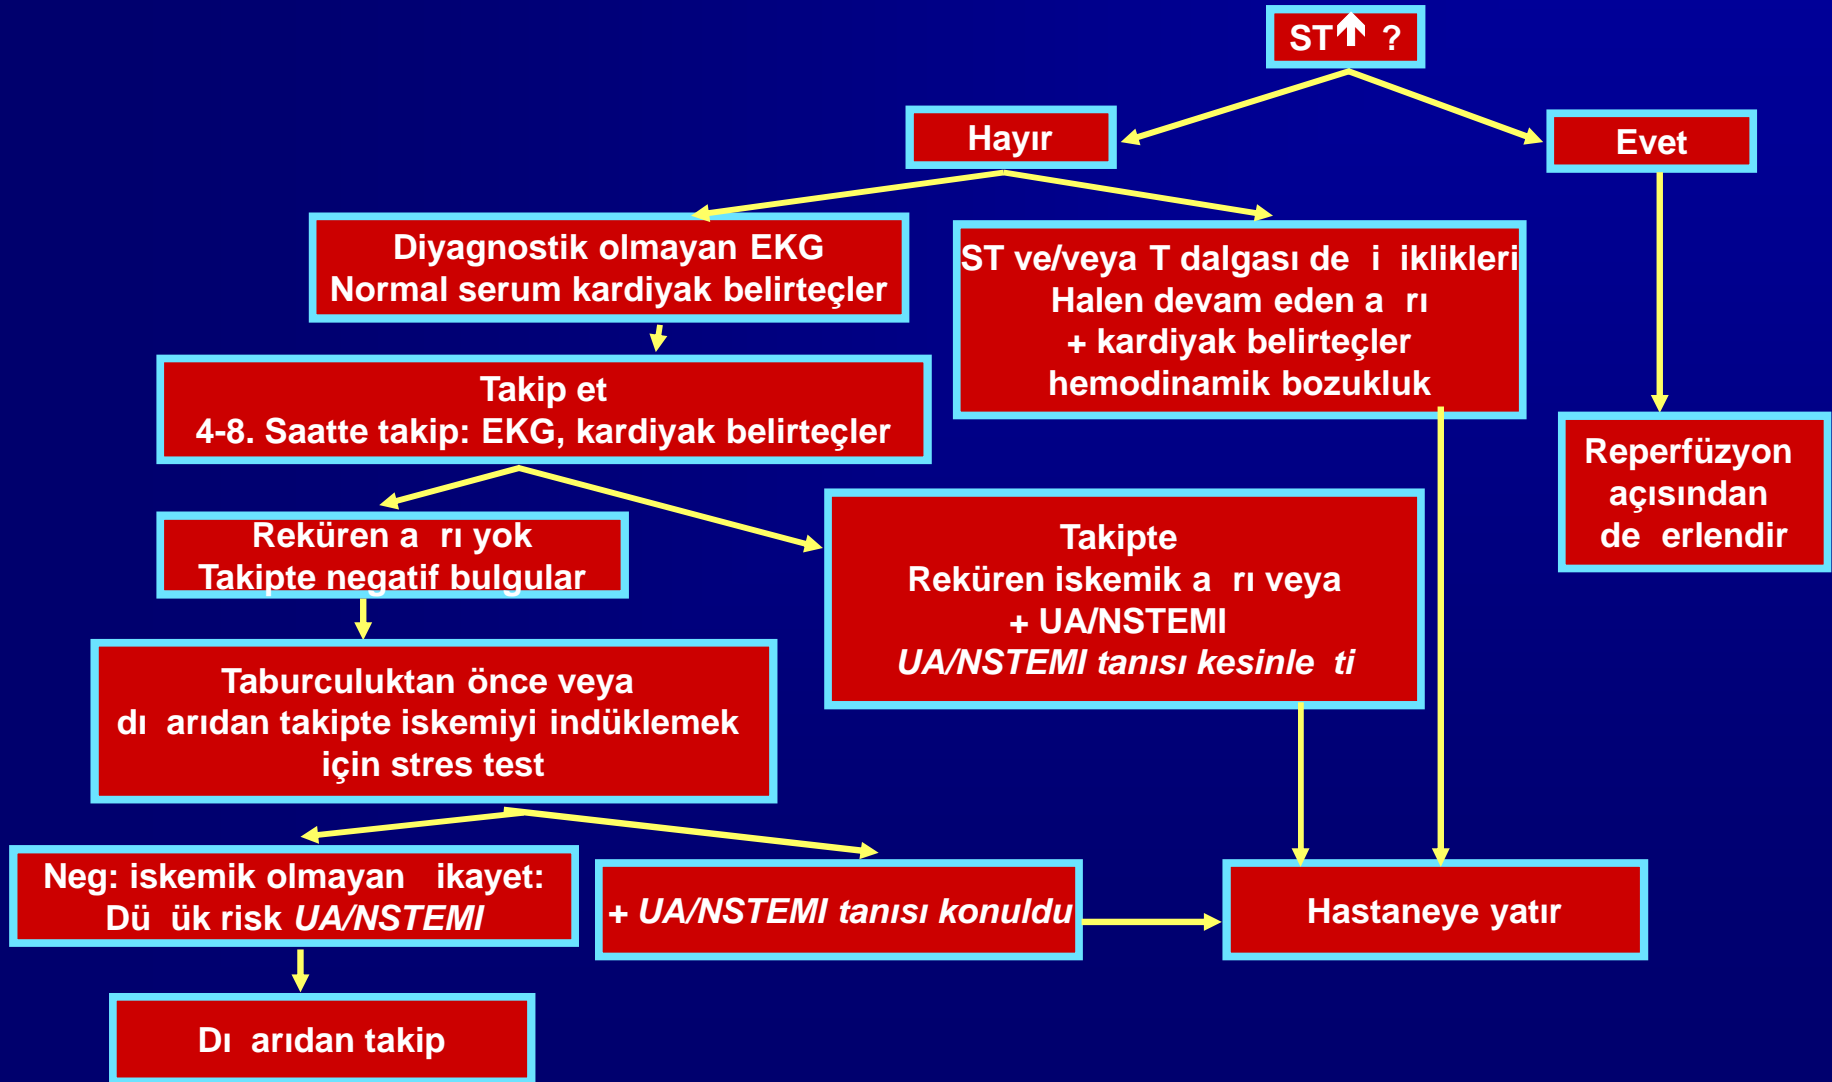 ST↑ ?
Hayır
Evet
Diyagnostik olmayan EKG
Normal serum kardiyak belirteçler
ST ve/veya T dalgası de i iklikleri
Halen devam eden a rı
+ kardiyak belirteçler
hemodinamik bozukluk
Takip et
4-8. Saatte takip: EKG, kardiyak belirteçler
Reperfüzyon
açısından
de erlendir
Reküren a rı yok
Takipte negatif bulgular
Takipte
Reküren iskemik a rı veya
+ UA/NSTEMI
UA/NSTEMI tanısı kesinle ti
Taburculuktan önce veya
dı arıdan takipte iskemiyi indüklemek
için stres test
Neg: iskemik olmayan ikayet:
Dü ük risk UA/NSTEMI
+ UA/NSTEMI tanısı konuldu
Hastaneye yatır
Dı arıdan takip